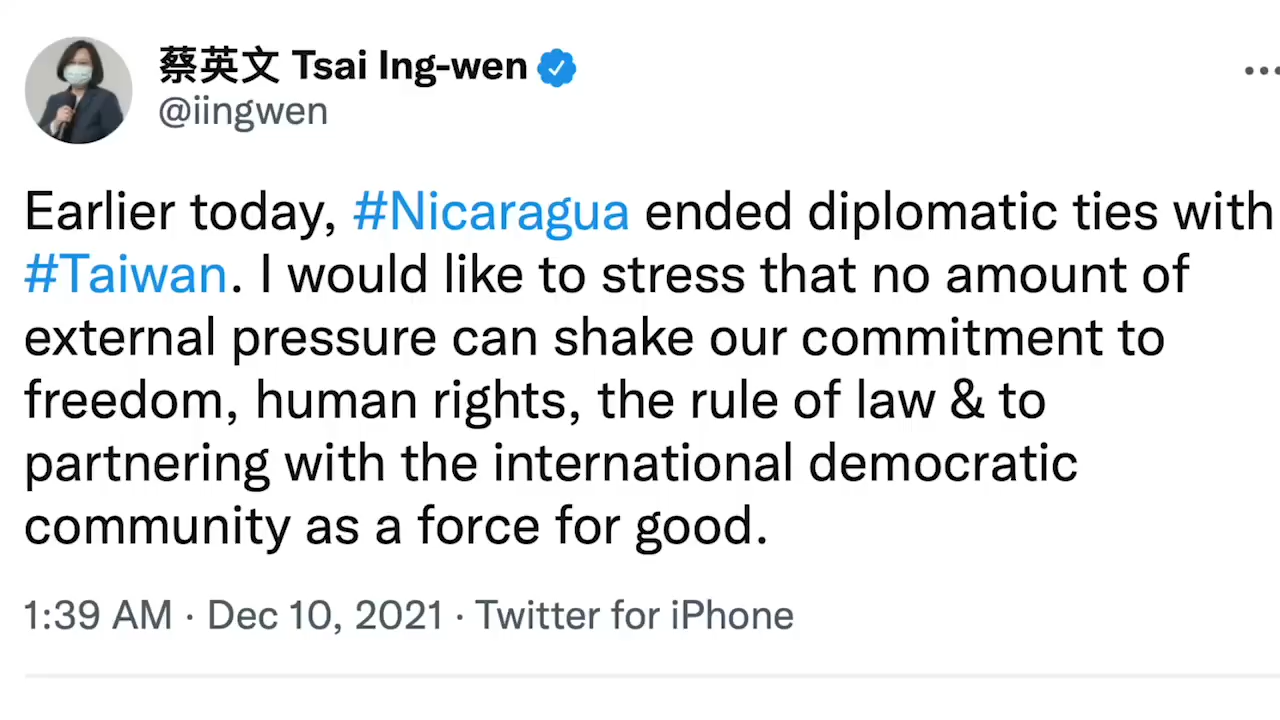 蔡英文 Tsai Ing-wen
@iingwen
Earlier today, #Nicaragua ended diplomatic ties with
#Taiwan. I would like to stress that no amount of
external pressure can shake our commitment to
freedom, human rights, the rule of law & to
partnering with the international democratic
community as a force for good.
1:39 AM · Dec 10, 2021 · Twitter for iPhone